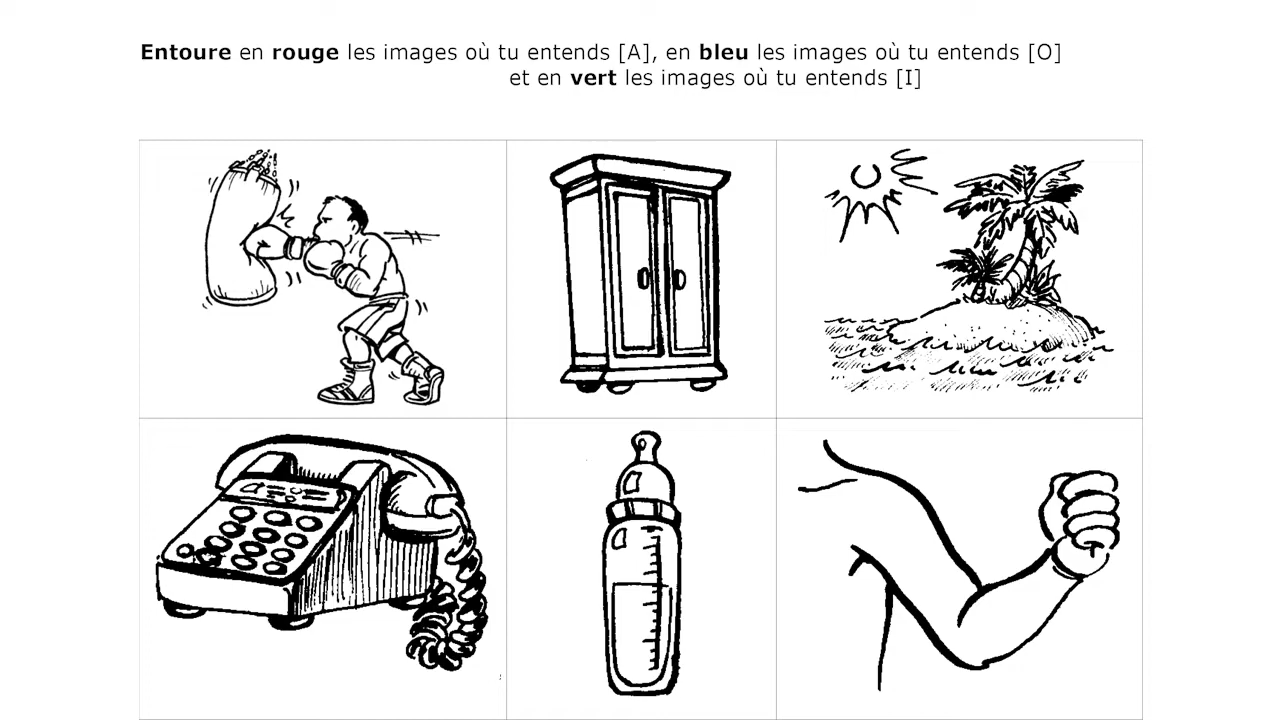 Entoure en rouge les images où tu entends [A], en bleu les images où tu entends [O]
et en vert les images où tu entends [I]